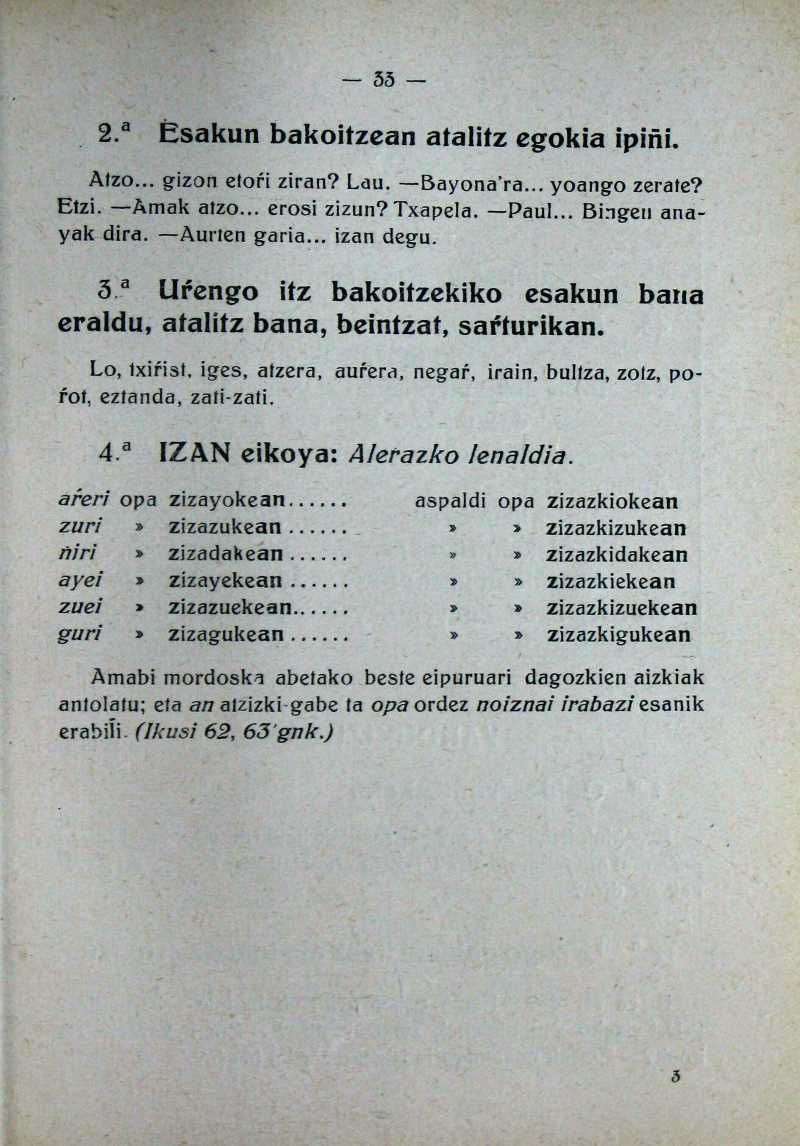 — 33 —
2.ª Esakun bakoitzean atalitz egokia ipiñi.
Atzo... gizon etoŕi ziran? Lau. —Bayona'ra... yoango zerate?
Etzi. —Amak atzo... erosi zizun? Txapela. —Paul... Bingen ana-
yak dira. —Aurten garia... izan degu.
3.ª Uŕengo itz bakoitzekiko esakun bana
eraldu, atalitz bana, beintzat, saŕturikan.
Lo, txiŕist, iges, atzera, auŕera, negaŕ, irain, bultza, zotz, po-
ŕot, eztanda, zati-zati.
4.ª IZAN eikoya: Aleŕazko lenaldia.
aŕeri opa zizayokean...... aspaldi opa zizazkiokean
zuri » zizazukean ...... » » zizazkizukean
ñiri » zizadakean ...... » » zizazkidakean
ayei » zizayekean ...... » » zizazkiekean
zuei » zizazuekean...... » » zizazkizuekean
guri » zizagukean ...... » » zizazkigukean
Amabi mordoska abetako beste eipuruari dagozkien aizkiak
antolatu; eta an atzizki-gabe ta opa ordez noiznai irabazi esanik
erabili. (Ikusi 62, 63'gnk.)
3